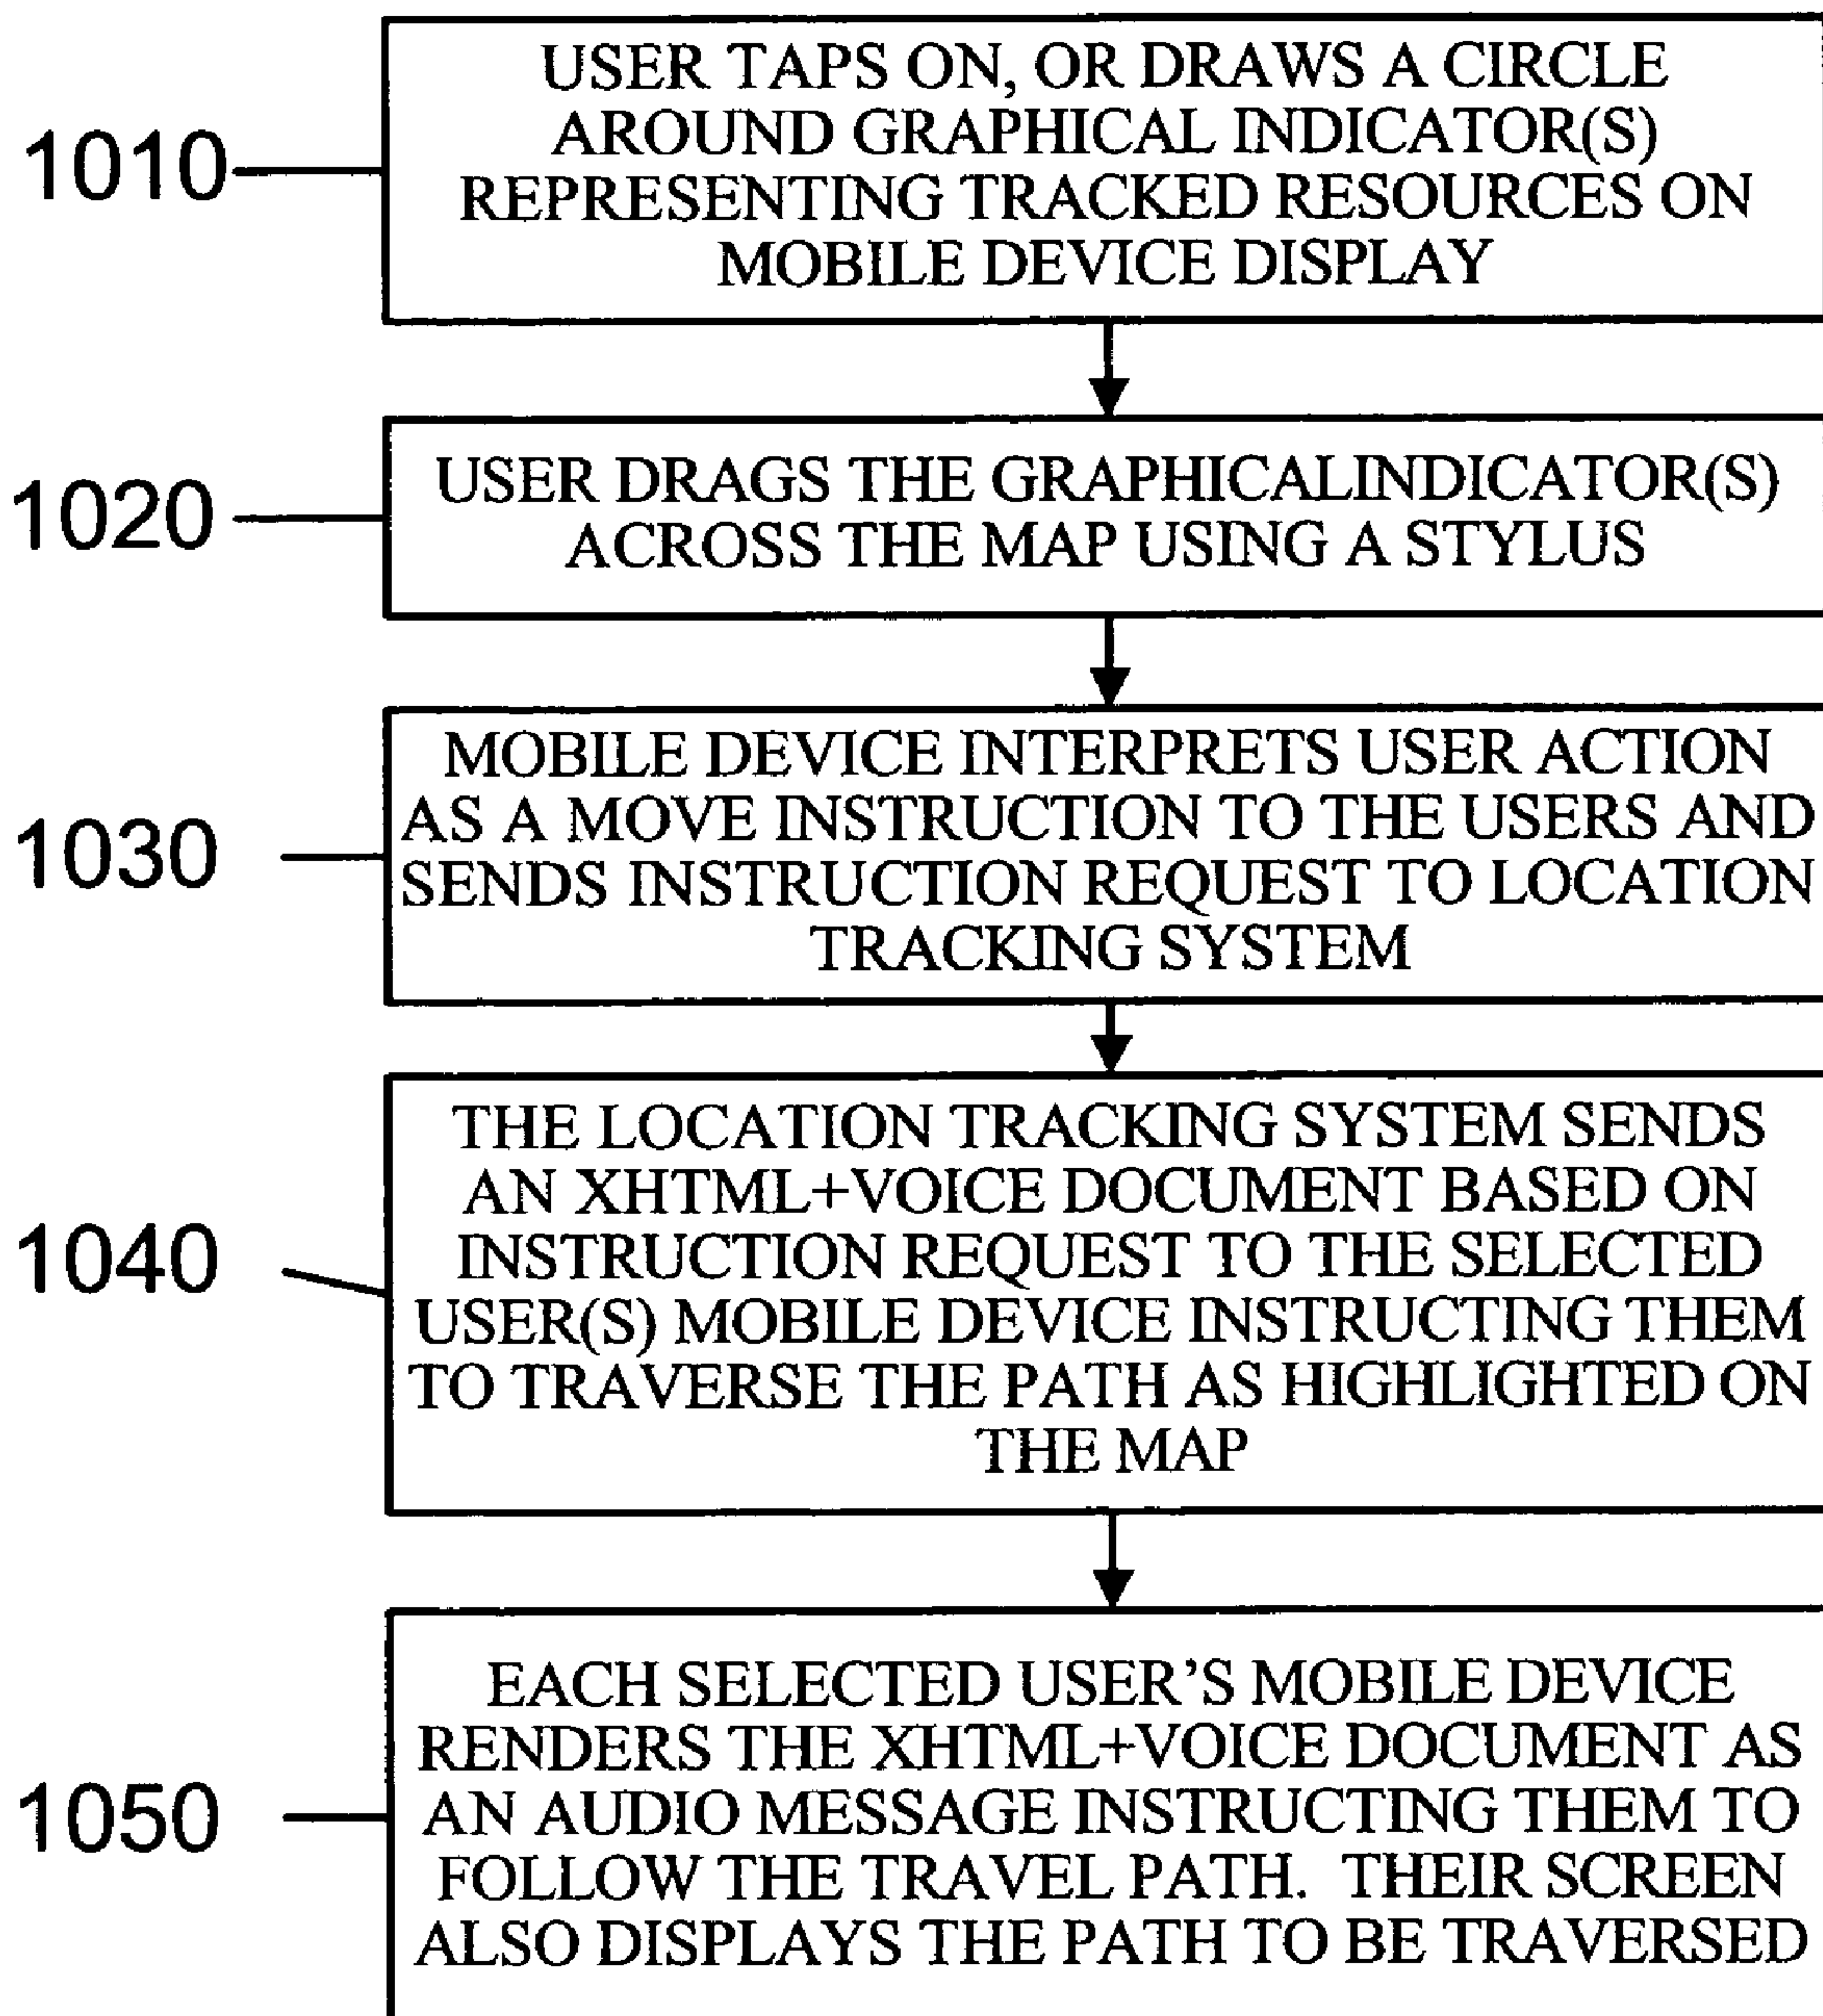 1010
USER TAPS ON, OR DRAWS A CIRCLE
AROUND GRAPHICAL INDICATOR(S)
REPRESENTING TRACKED RESOURCES ON
MOBILE DEVICE DISPLAY
1020
USER DRAGS THE GRAPHICALINDICATOR(S)
ACROSS THE MAP USING A STYLUS
1030
MOBILE DEVICE INTERPRETS USER ACTION
AS A MOVE INSTRUCTION TO THE USERS AND
SENDS INSTRUCTION REQUEST TO LOCATION
TRACKING SYSTEM
1040
THE LOCATION TRACKING SYSTEM SENDS
AN XHTML+VOICE DOCUMENT BASED ON
INSTRUCTION REQUEST TO THE SELECTED
USER(S) MOBILE DEVICE INSTRUCTING THEM
TO TRAVERSE THE PATH AS HIGHLIGHTED ON
THE MAP
1050
EACH SELECTED USER'S MOBILE DEVICE
RENDERS THE XHTML+VOICE DOCUMENT AS
AN AUDIO MESSAGE INSTRUCTING THEM TO
FOLLOW THE TRAVEL PATH. THEIR SCREEN
ALSO DISPLAYS THE PATH TO BE TRAVERSED